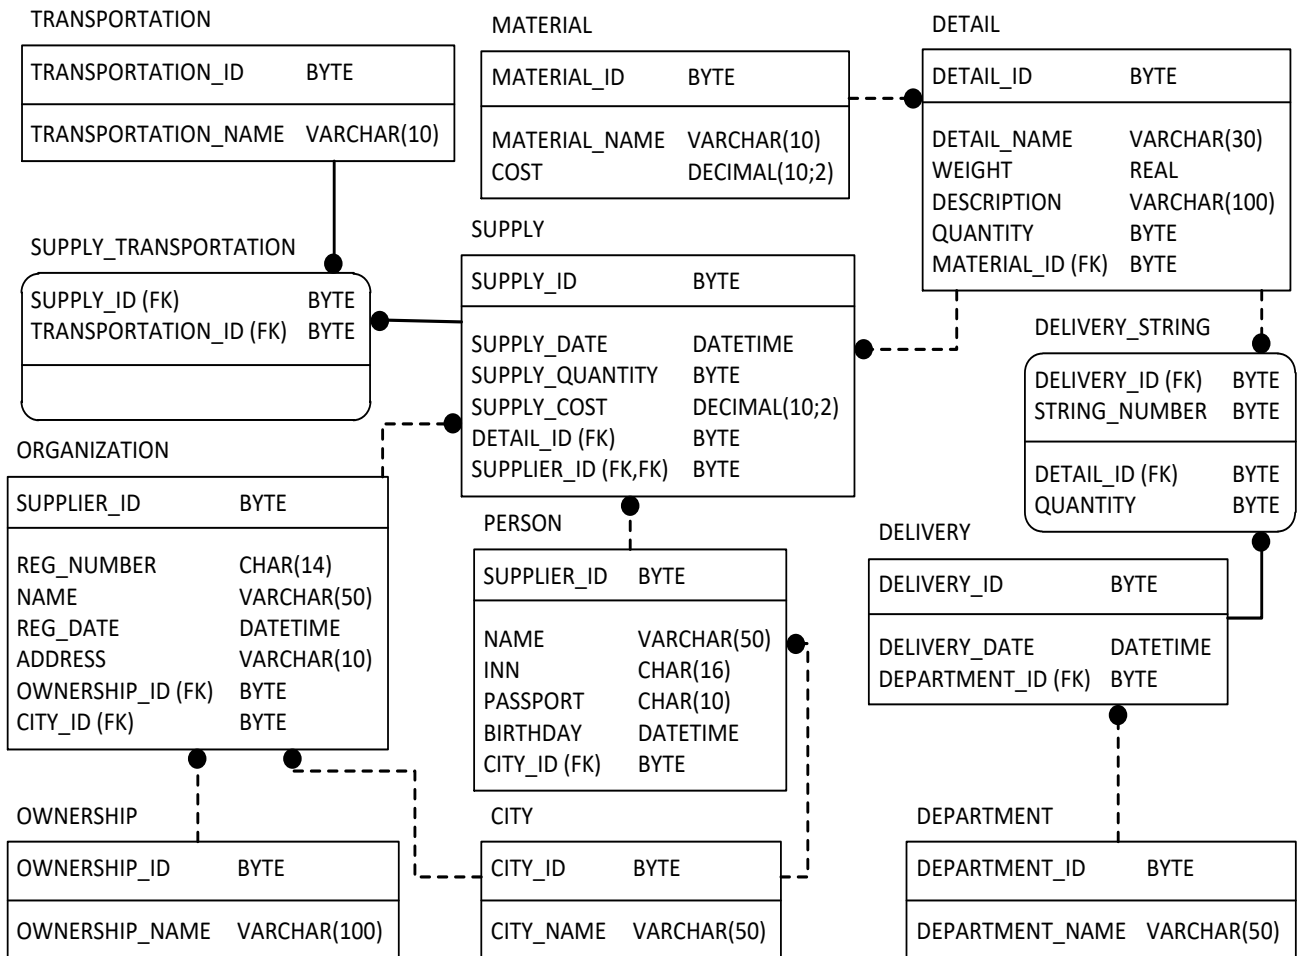 TRANSPORTATION
TRANSPORTATION_ID BYTE
TRANSPORTATION_NAME VARCHAR(10)
MATERIAL
MATERIAL_ID BYTE
MATERIAL_NAME VARCHAR(10)
COST DECIMAL(10;2)
DETAIL
DETAIL_ID BYTE
DETAIL_NAME VARCHAR(30)
WEIGHT REAL
DESCRIPTION VARCHAR(100)
QUANTITY BYTE
MATERIAL_ID (FK) BYTE
SUPPLY_TRANSPORTATION
SUPPLY_ID (FK) BYTE
TRANSPORTATION_ID (FK) BYTE
SUPPLY
SUPPLY_ID BYTE
SUPPLY_DATE DATETIME
SUPPLY_QUANTITY BYTE
SUPPLY_COST DECIMAL(10;2)
DETAIL_ID (FK) BYTE
SUPPLIER_ID (FK,FK) BYTE
DELIVERY_STRING
DELIVERY_ID (FK) BYTE
STRING_NUMBER BYTE
DETAIL_ID (FK) BYTE
QUANTITY BYTE
ORGANIZATION
SUPPLIER_ID BYTE
REG_NUMBER CHAR(14)
NAME VARCHAR(50)
REG_DATE DATETIME
ADDRESS VARCHAR(10)
OWNERSHIP_ID (FK) BYTE
CITY_ID (FK) BYTE
PERSON
SUPPLIER_ID BYTE
NAME VARCHAR(50)
INN CHAR(16)
PASSPORT CHAR(10)
BIRTHDAY DATETIME
CITY_ID (FK) BYTE
DELIVERY
DELIVERY_ID BYTE
DELIVERY_DATE DATETIME
DEPARTMENT_ID (FK) BYTE
OWNERSHIP
OWNERSHIP_ID BYTE
OWNERSHIP_NAME VARCHAR(100)
CITY
CITY_ID BYTE
CITY_NAME VARCHAR(50)
DEPARTMENT
DEPARTMENT_ID BYTE
DEPARTMENT_NAME VARCHAR(50)